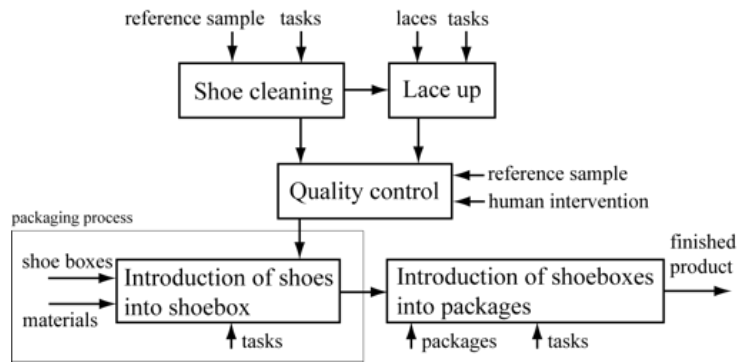 reference sample tasks laces tasks
Shoe cleaning Lace up
Quality control
reference sample
human intervention
packaging process
shoe boxes
materials
Introduction of shoes
into shoebox
tasks
Introduction of shoeboxes
into packages
packages tasks
finished
product